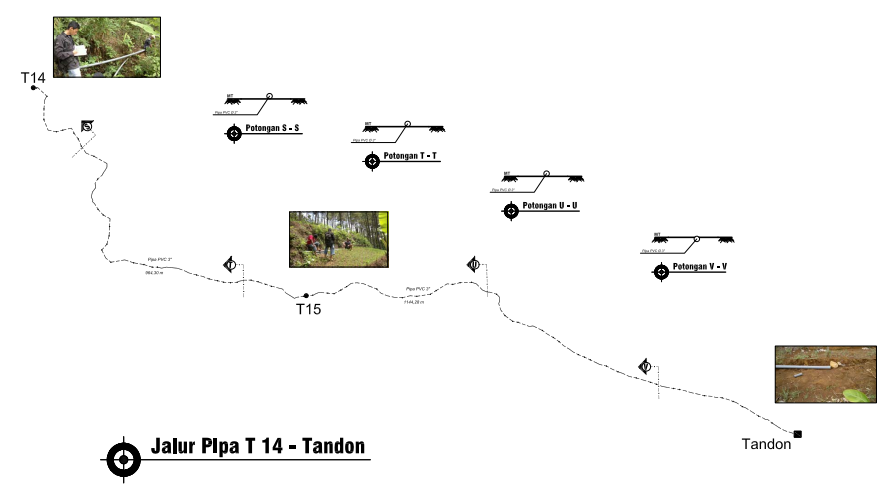 T14
S
MT
Pipa PVC Ø 3"
Potongan S - S
MT
Pipa PVC Ø 3"
Potongan T - T
MT
Pipa PVC Ø 3"
Potongan U - U
MT
Pipa PVC Ø 3"
Potongan V - V
Pipa PVC 3"
984,30 m
T
T15
Pipa PVC 3"
1144,28 m
U
V
Tandon
Jalur PIpa T 14 - Tandon